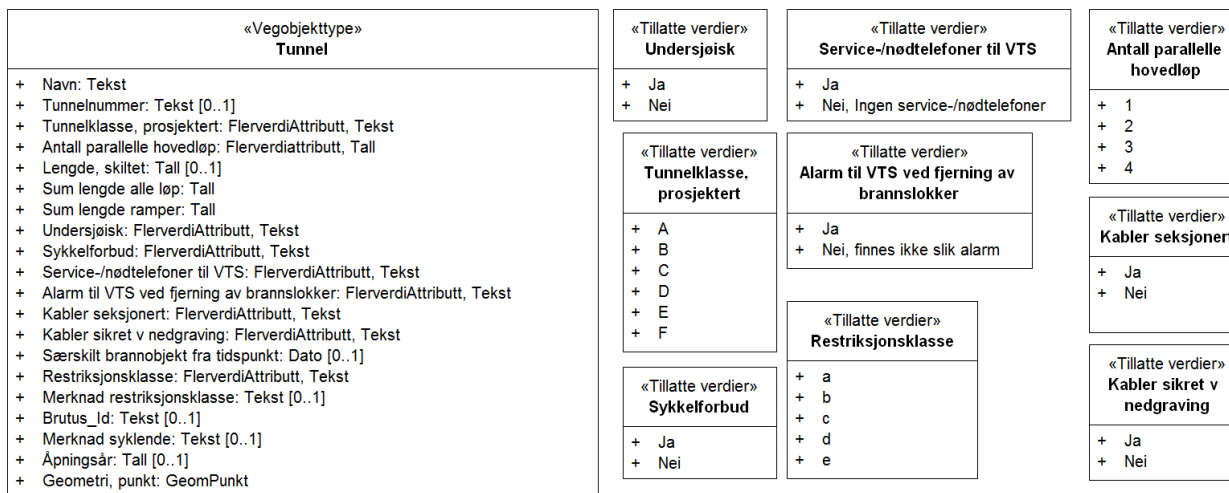 «Vegobjekttype»
Tunnel
+ Navn: Tekst
+ Tunnelnummer: Tekst [0..1]
+ Tunnelklasse, prosjektert: FlerverdiAttributt, Tekst
+ Antall parallelle hovedløp: Flerverdiattributt, Tall
+ Lengde, skiltet: Tall [0..1]
+ Sum lengde alle løp: Tall
+ Sum lengde ramper: Tall
+ Undersjøisk: FlerverdiAttributt, Tekst
+ Sykkelforbud: FlerverdiAttributt, Tekst
+ Service-/nødtelefoner til VTS: FlerverdiAttributt, Tekst
+ Alarm til VTS ved fjerning av brannslokker: FlerverdiAttributt, Tekst
+ Kabler seksjonert: FlerverdiAttributt, Tekst
+ Kabler sikret v nedgraving: FlerverdiAttributt, Tekst
+ Særskilt brannobjekt fra tidspunkt: Dato [0..1]
+ Restriksjonsklasse: FlerverdiAttributt, Tekst
+ Merknad restriksjonsklasse: Tekst [0..1]
+ Brutus_Id: Tekst [0..1]
+ Merknad syklende: Tekst [0..1]
+ Åpningsår: Tall [0..1]
+ Geometri, punkt: GeomPunkt
«Tillatte verdier»
Undersjøisk
+ Ja
+ Nei
«Tillatte verdier»
Service-/nødtelefoner til VTS
+ Ja
+ Nei, Ingen service-/nødtelefoner
«Tillatte verdier»
Antall parallelle
hovedløp
+ 1
+ 2
+ 3
+ 4
«Tillatte verdier»
Tunnelklasse,
prosjektert
+ A
+ B
+ C
+ D
+ E
+ F
«Tillatte verdier»
Alarm til VTS ved fjerning av
brannslokker
+ Ja
+ Nei, finnes ikke slik alarm
«Tillatte verdier»
Kabler seksjonert
+ Ja
+ Nei
«Tillatte verdier»
Restriksjonsklasse
+ a
+ b
+ c
+ d
+ e
«Tillatte verdier»
Sykkelforbud
+ Ja
+ Nei
«Tillatte verdier»
Kabler sikret v
nedgraving
+ Ja
+ Nei